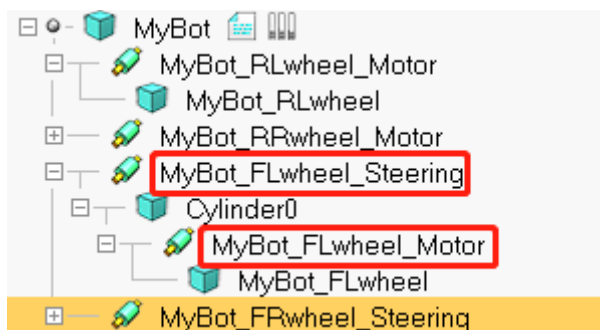 MyBot
MyBot_RLwheel_Motor
MyBot_RLwheel
MyBot_RRwheel_Motor
MyBot_FLwheel_Steering
Cylinder0
MyBot_FLwheel_Motor
MyBot_FLwheel
MyBot_FRwheel_Steering